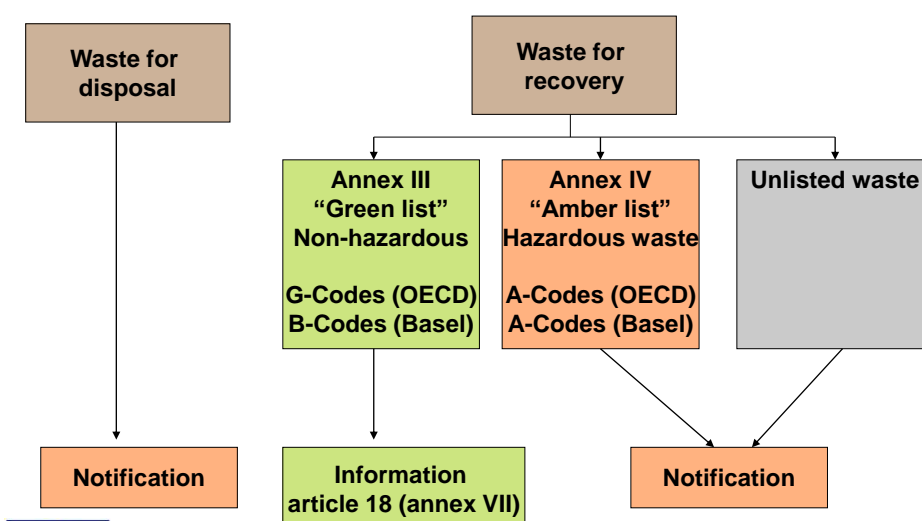 Waste for
disposal
Waste for
recovery
Annex III
“Green list”
Non-hazardous
G-Codes (OECD)
B-Codes (Basel)
Annex IV
“Amber list”
Hazardous waste
A-Codes (OECD)
A-Codes (Basel)
Unlisted waste
Notification
Information
article 18 (annex VII)
Notification